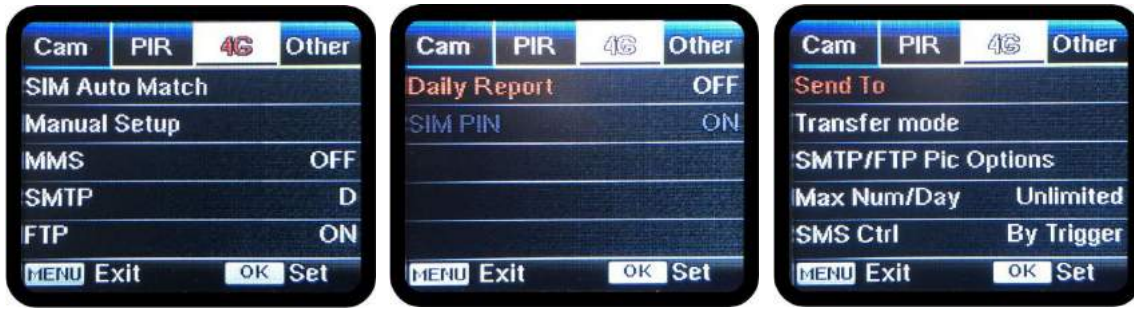 Cam PIR 4G Other
SIM Auto Match
Manual Setup
MMS OFF
SMTP D
FTP ON
MENU Exit OK Set
Cam PIR 4G Other
Daily Report OFF
SIM PIN ON
MENU Exit OK Set
Cam PIR 4G Other
Send To
Transfer mode
SMTP/FTP Pic Options
Max Num/Day Unlimited
SMS Ctrl By Trigger
MENU Exit OK Set